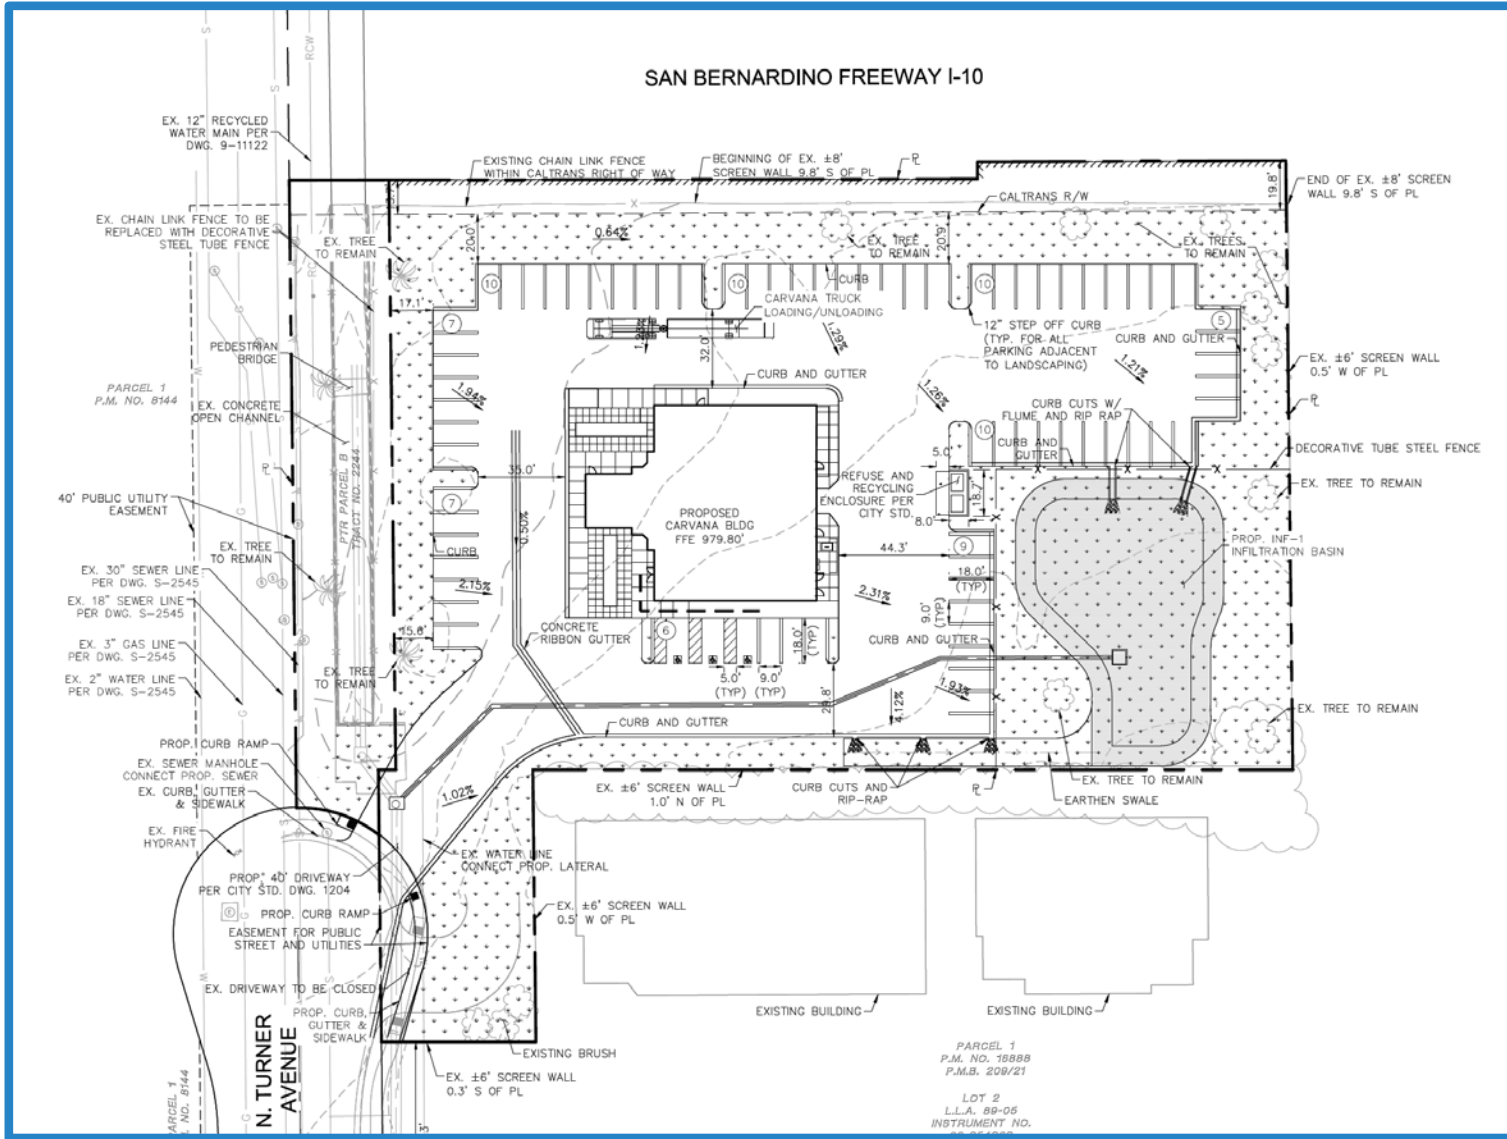 SAN BERNARDINO FREEWAY I-10
EX. 12" RECYCLED
WATER MAIN PER
DWG. 9-11122
RCW
EXISTING CHAIN LINK FENCE
WITHIN CALTRANS RIGHT OF WAY
BEGINNING OF EX. ±8'
SCREEN WALL 9.8' S OF PL
19.8'
END OF EX. ±8' SCREEN
WALL 9.8' S OF PL
CALTRANS R/W
EX. CHAIN LINK FENCE TO BE
REPLACED WITH DECORATIVE
STEEL TUBE FENCE
EX. TREE
TO REMAIN
20.0'
0.64%
EX. TREE
TO REMAIN
20.9'
EX. TREES
TO REMAIN
CURB
10
10
10
17.1'
7
CARVANA TRUCK
LOADING/UNLOADING
32.0'
1.29%
12" STEP OFF CURB
(TYP. FOR ALL
PARKING ADJACENT
TO LANDSCAPING)
5
CURB AND GUTTER
1.21%
PEDESTRIAN
BRIDGE
PARCEL 1
P.M. NO. 8144
EX. CONCRETE
OPEN CHANNEL
1.94%
CURB AND GUTTER
1.26%
EX. ±6' SCREEN WALL
0.5' W OF PL
CURB CUTS W/
FLUME AND RIP RAP
10
CURB AND
GUTTER
DECORATIVE TUBE STEEL FENCE
5.0'
35.0'
REFUSE AND
RECYCLING
ENCLOSURE PER
CITY STD.
18.7'
8.0'
EX. TREE TO REMAIN
40' PUBLIC UTILITY
EASEMENT
PTR PARCEL B
TRACT NO. 2244
7
0.50%
PROPOSED
CARVANA BLDG
FFE 979.80'
CURB
44.3'
9
PROP. INF-1
INFILTRATION BASIN
EX. TREE
TO REMAIN
EX. 30" SEWER LINE
PER DWG. S-2545
EX. 18" SEWER LINE
PER DWG. S-2545
2.15%
2.31%
18.0'
(TYP)
9.0'
(TYP)
EX. 3" GAS LINE
PER DWG. S-2545
EX. 2" WATER LINE
PER DWG. S-2545
15.8'
EX. TREE
TO REMAIN
CONCRETE
RIBBON GUTTER
6
18.0'
(TYP)
CURB AND GUTTER
5.0'
(TYP)
9.0'
(TYP)
1.93%
4.12%
29.8'
CURB AND GUTTER
EX. TREE TO REMAIN
PROP. CURB RAMP
EX. SEWER MANHOLE
CONNECT PROP. SEWER
EX. CURB, GUTTER
& SIDEWALK
1.02%
EX. ±6' SCREEN WALL
1.0' N OF PL
CURB CUTS AND
RIP-RAP
EX. TREE TO REMAIN
EARTHEN SWALE
EX. FIRE
HYDRANT
EX. WATER LINE
CONNECT PROP. LATERAL
PROP. 40' DRIVEWAY
PER CITY STD. DWG. 1204
PROP. CURB RAMP
EASEMENT FOR PUBLIC
STREET AND UTILITIES
EX. ±6' SCREEN WALL
0.5' W OF PL
EX. DRIVEWAY TO BE CLOSED
PROP. CURB,
GUTTER &
SIDEWALK
EXISTING BUILDING
EXISTING BUILDING
N. TURNER
AVENUE
EXISTING BRUSH
EX. ±6' SCREEN WALL
0.3' S OF PL
PARCEL 1
P.M. NO. 16888
P.M.B. 209/21
LOT 2
L.L.A. 89-06
INSTRUMENT NO.
PARCEL 1
NO. 8144